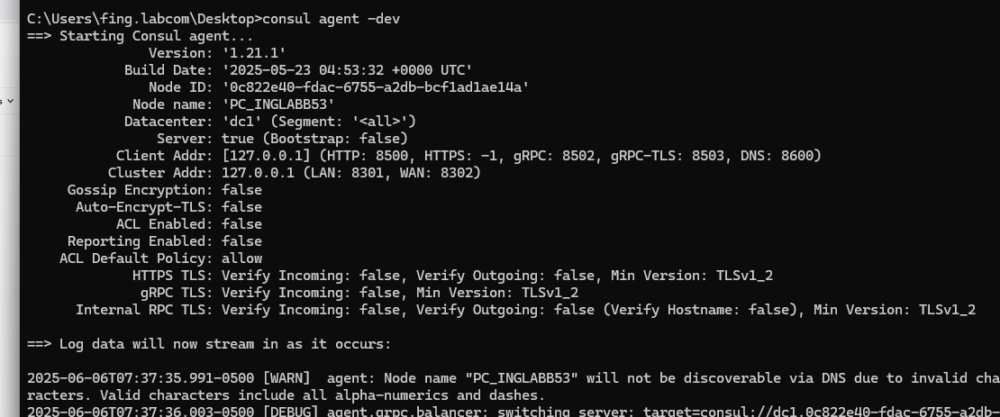 C:\Users\fing.labcom\Desktop>consul agent -dev
==> Starting Consul agent...
Version: '1.21.1'
Build Date: '2025-05-23 04:53:32 +0000 UTC'
Node ID: '0c822e40-fdac-6755-a2db-bcf1ad1ae14a'
Node name: 'PC_INGLABB53'
Datacenter: 'dc1' (Segment: '<all>')
Server: true (Bootstrap: false)
Client Addr: [127.0.0.1] (HTTP: 8500, HTTPS: -1, gRPC: 8502, gRPC-TLS: 8503, DNS: 8600)
Cluster Addr: 127.0.0.1 (LAN: 8301, WAN: 8302)
Gossip Encryption: false
Auto-Encrypt-TLS: false
ACL Enabled: false
Reporting Enabled: false
ACL Default Policy: allow
HTTPS TLS: Verify Incoming: false, Verify Outgoing: false, Min Version: TLSv1_2
gRPC TLS: Verify Incoming: false, Min Version: TLSv1_2
Internal RPC TLS: Verify Incoming: false, Verify Outgoing: false (Verify Hostname: false), Min Version: TLSv1_2
==> Log data will now stream in as it occurs:
2025-06-06T07:37:35.991-0500 [WARN]  agent: Node name "PC_INGLABB53" will not be discoverable via DNS due to invalid cha
racters. Valid characters include all alpha-numerics and dashes.
2025-06-06T07:37:36.003-0500 [DEBUG] agent.grpc.balancer: switching server: target=consul://dc1.0c822e40-fdac-6755-a2db-